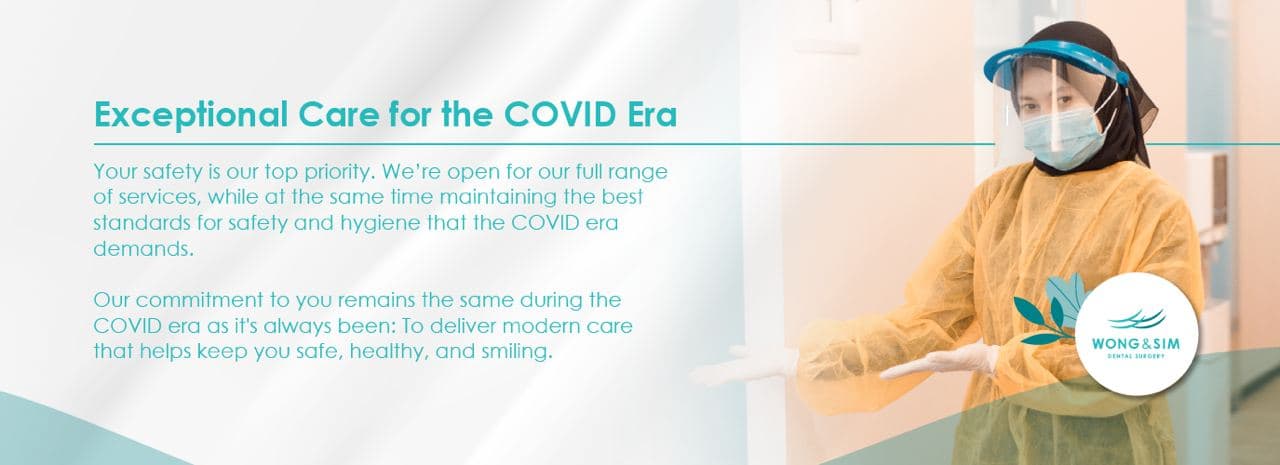 Exceptional Care for the COVID Era
Your safety is our top priority. We’re open for our full range
of services, while at the same time maintaining the best
standards for safety and hygiene that the COVID era
demands.
Our commitment to you remains the same during the
COVID era as it's always been: To deliver modern care
that helps keep you safe, healthy, and smiling.
WONG&SIM
DENTAL SURGERY